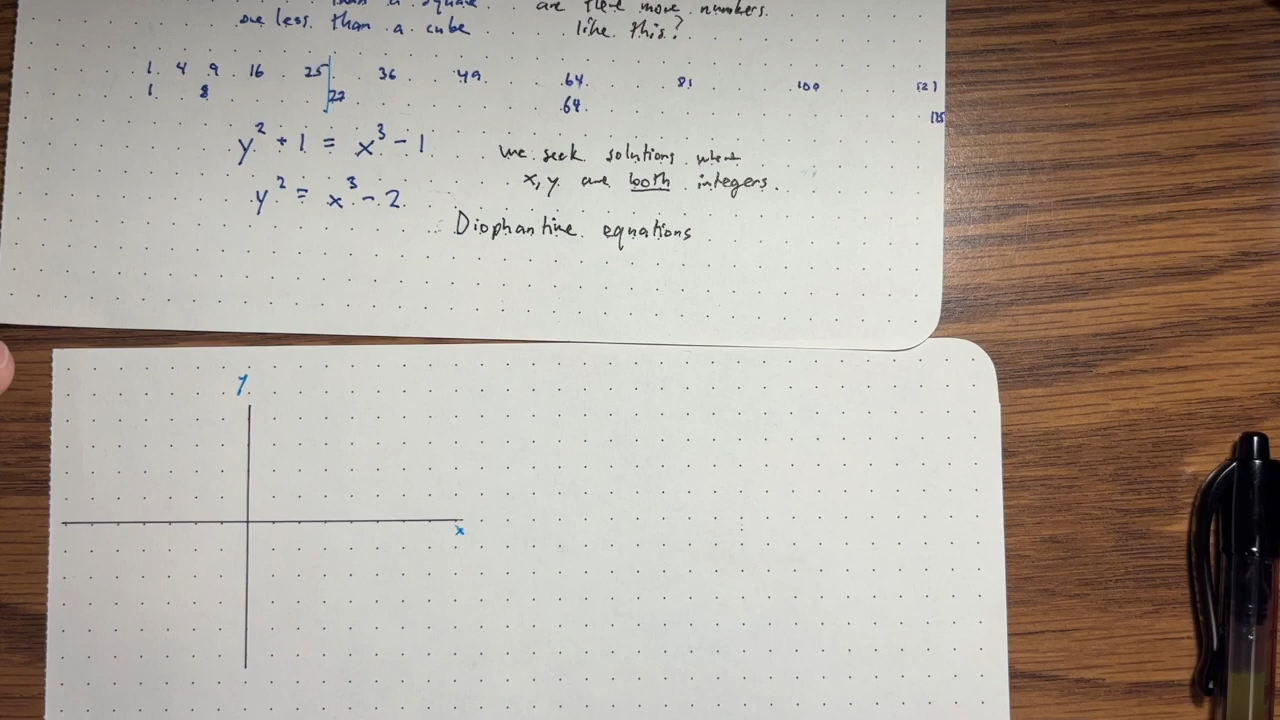 one less than a cube
are there more numbers
like this?
1 4 9 16 25 36 49 64 81 100 121
1 8 27 64 125
y² + 1 = x³ - 1
y² = x³ - 2
we seek solutions where
x, y are both integers.
Diophantine equations
y
x